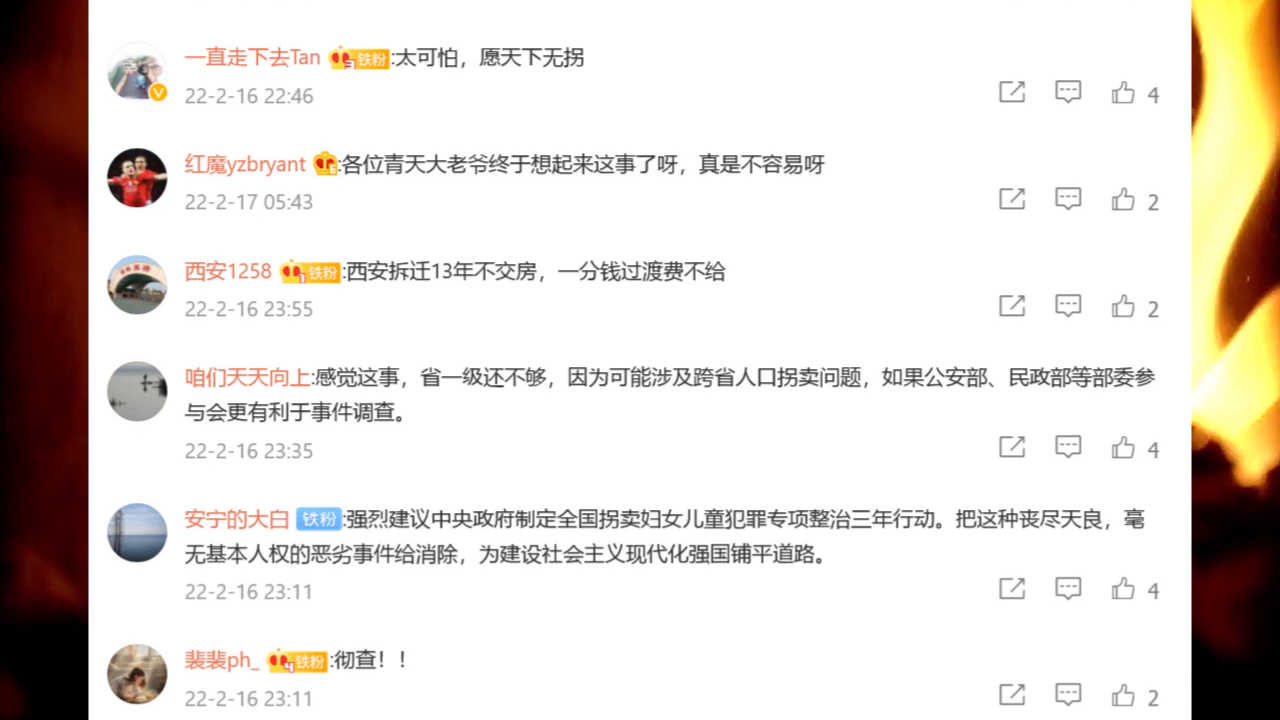 一直走下去Tan 3 铁粉:太可怕，愿天下无拐
22-2-16 22:46
4
红魔yzbryant 6:各位青天大老爷终于想起来这事了呀，真是不容易呀
22-2-17 05:43
2
西安1258 1 铁粉:西安拆迁13年不交房，一分钱过渡费不给
22-2-16 23:55
2
咱们天天向上:感觉这事，省一级还不够，因为可能涉及跨省人口拐卖问题，如果公安部、民政部等部委参
与会更有利于事件调查。
22-2-16 23:35
4
安宁的大白 铁粉:强烈建议中央政府制定全国拐卖妇女儿童犯罪专项整治三年行动。把这种丧尽天良，毫
无基本人权的恶劣事件给消除，为建设社会主义现代化强国铺平道路。
22-2-16 23:11
4
裴裴ph_ 4 铁粉:彻查！！
22-2-16 23:11
2